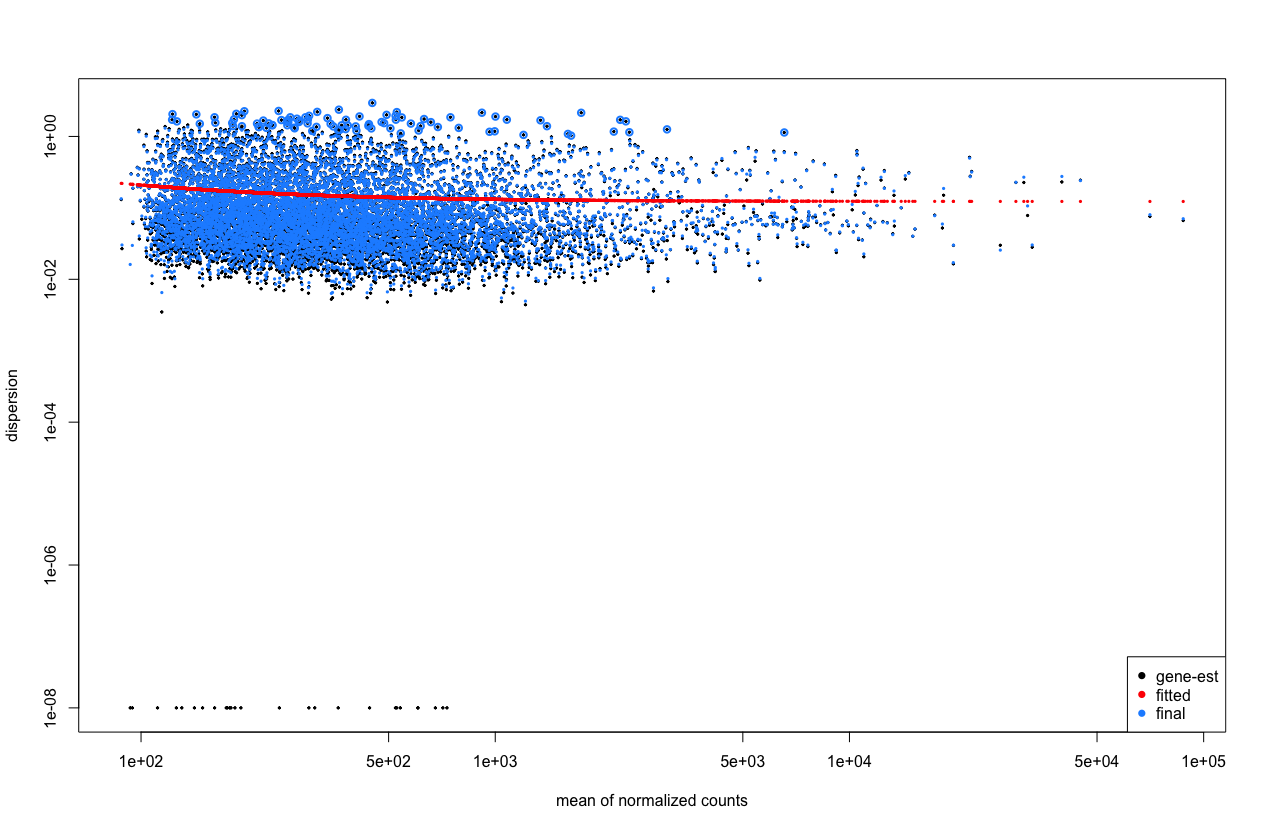 dispersion
1e+00
1e-02
1e-04
1e-06
1e-08
gene-est
fitted
final
1e+02 5e+02 1e+03 5e+03 1e+04 5e+04 1e+05
mean of normalized counts